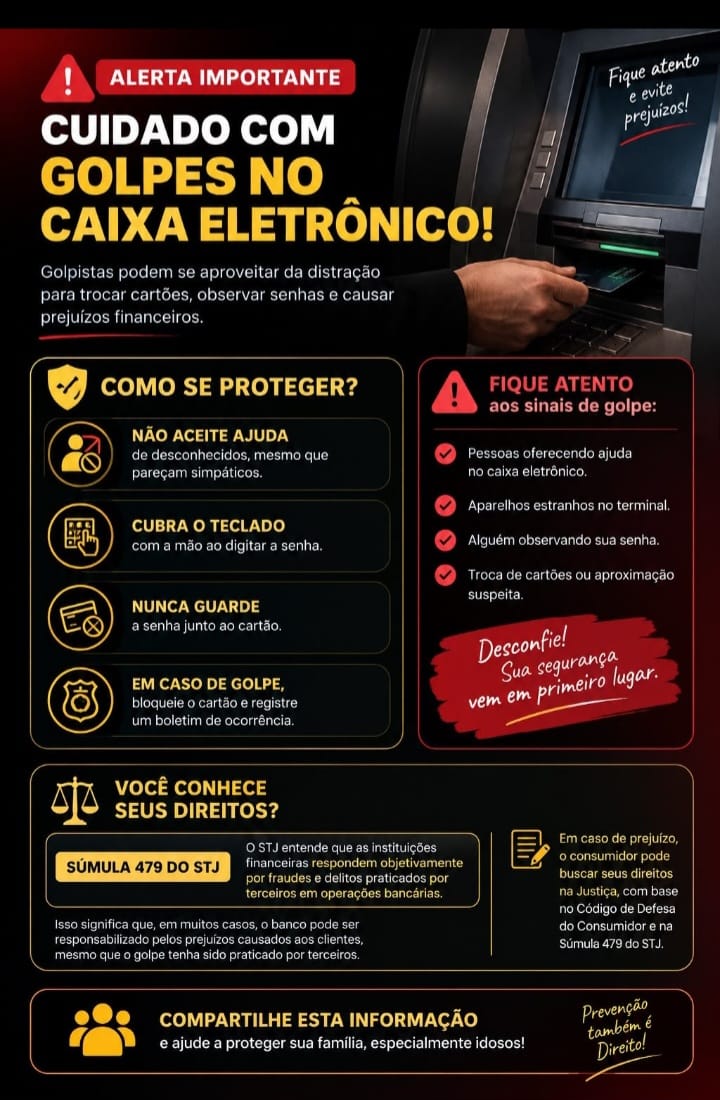 ALERTA IMPORTANTE
Fique atento
e evite
prejuízos!
CUIDADO COM
GOLPES NO
CAIXA ELETRÔNICO!
Golpistas podem se aproveitar da distração
para trocar cartões, observar senhas e causar
prejuízos financeiros.
COMO SE PROTEGER?
NÃO ACEITE AJUDA
de desconhecidos, mesmo que
pareçam simpáticos.
CUBRA O TECLADO
com a mão ao digitar a senha.
NUNCA GUARDE
a senha junto ao cartão.
EM CASO DE GOLPE,
bloqueie o cartão e registre
um boletim de ocorrência.
FIQUE ATENTO
aos sinais de golpe:
Pessoas oferecendo ajuda
no caixa eletrônico.
Aparelhos estranhos no terminal.
Alguém observando sua senha.
Troca de cartões ou aproximação
suspeita.
Desconfie!
Sua segurança
vem em primeiro lugar.
VOCÊ CONHECE
SEUS DIREITOS?
SÚMULA 479 DO STJ
O STJ entende que as instituições
financeiras respondem objetivamente
por fraudes e delitos praticados por
terceiros em operações bancárias.
Isso significa que, em muitos casos, o banco pode ser
responsabilizado pelos prejuízos causados aos clientes,
mesmo que o golpe tenha sido praticado por terceiros.
Em caso de prejuízo,
o consumidor pode
buscar seus direitos
na Justiça, com base
no Código de Defesa
do Consumidor e na
Súmula 479 do STJ.
COMPARTILHE ESTA INFORMAÇÃO
e ajude a proteger sua família, especialmente idosos!
Prevenção
também é
Direito!